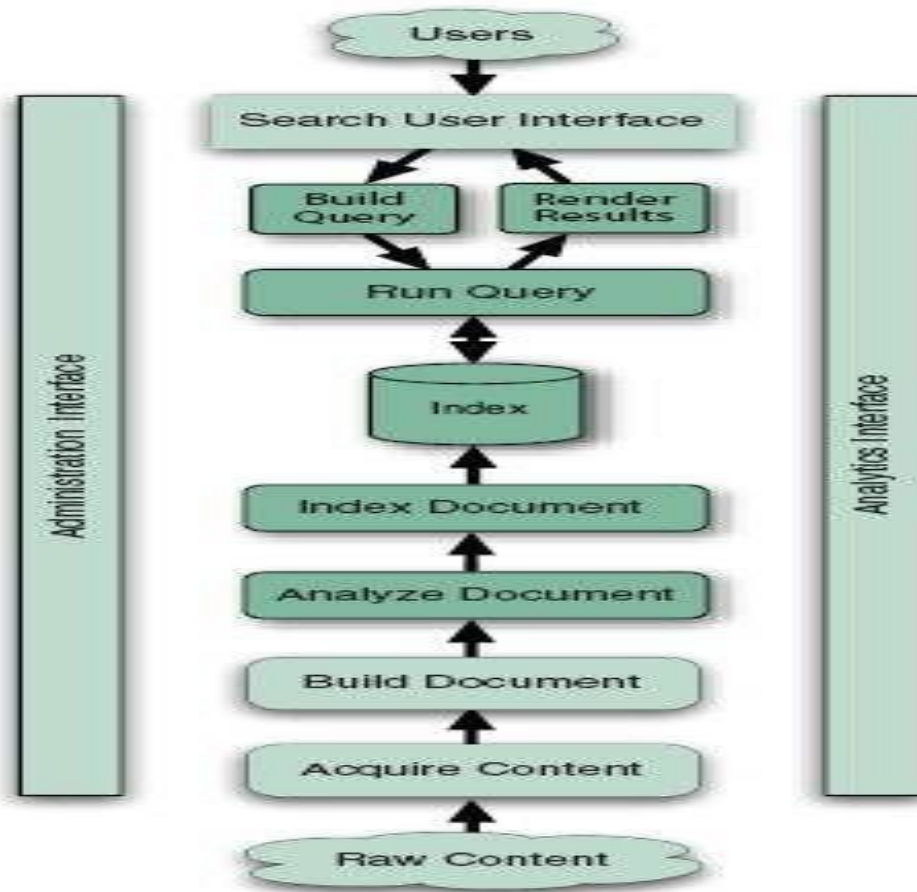 Users
Search User Interface
Build
Query
Render
Results
Run Query
Index
Index Document
Analyze Document
Build Document
Acquire Content
Raw Content
Administration Interface
Analytics Interface